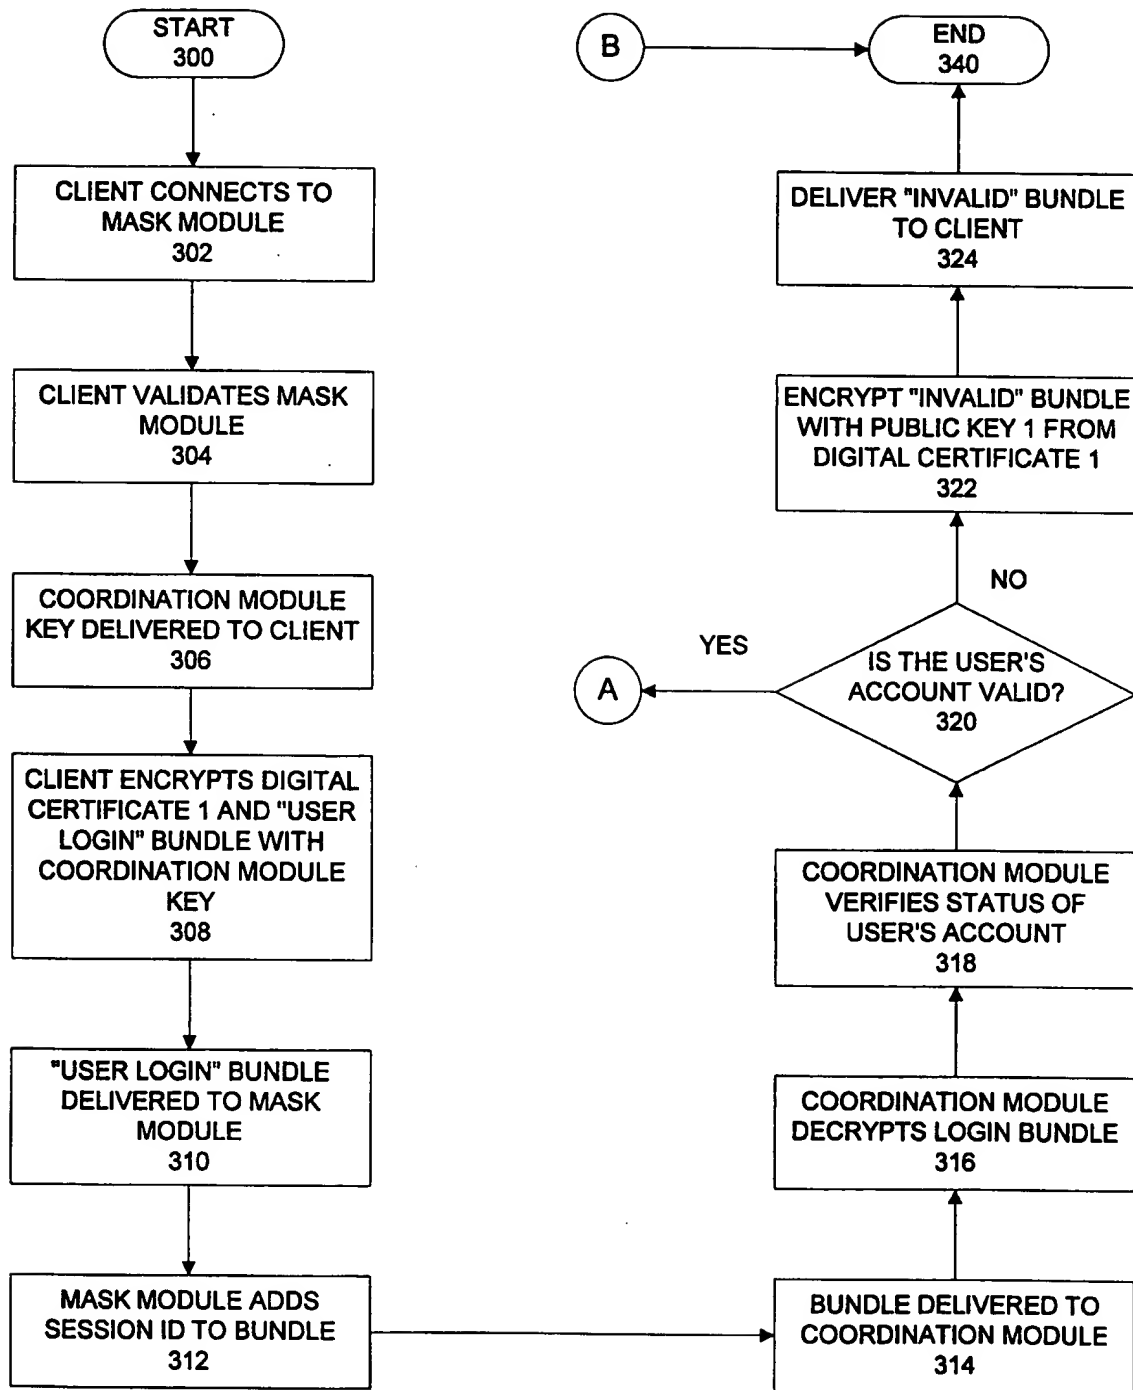 START
300
CLIENT CONNECTS TO
MASK MODULE
302
CLIENT VALIDATES MASK
MODULE
304
COORDINATION MODULE
KEY DELIVERED TO CLIENT
306
CLIENT ENCRYPTS DIGITAL
CERTIFICATE 1 AND "USER
LOGIN" BUNDLE WITH
COORDINATION MODULE
KEY
308
"USER LOGIN" BUNDLE
DELIVERED TO MASK
MODULE
310
MASK MODULE ADDS
SESSION ID TO BUNDLE
312
BUNDLE DELIVERED TO
COORDINATION MODULE
314
COORDINATION MODULE
DECRYPTS LOGIN BUNDLE
316
COORDINATION MODULE
VERIFIES STATUS OF
USER'S ACCOUNT
318
IS THE USER'S
ACCOUNT VALID?
320
YES
A
NO
ENCRYPT "INVALID" BUNDLE
WITH PUBLIC KEY 1 FROM
DIGITAL CERTIFICATE 1
322
DELIVER "INVALID" BUNDLE
TO CLIENT
324
B
END
340